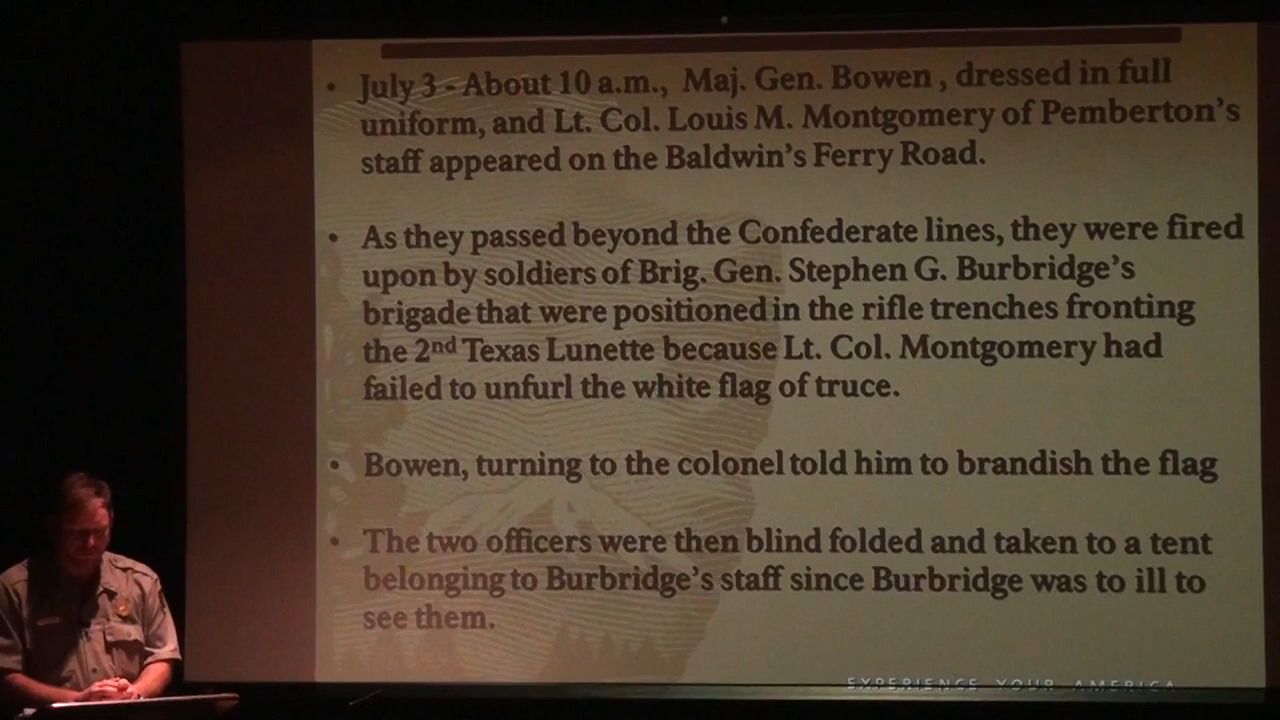 • July 3 - About 10 a.m., Maj. Gen. Bowen , dressed in full
uniform, and Lt. Col. Louis M. Montgomery of Pemberton's
staff appeared on the Baldwin's Ferry Road.
• As they passed beyond the Confederate lines, they were fired
upon by soldiers of Brig. Gen. Stephen G. Burbridge's
brigade that were positioned in the rifle trenches fronting
the 2nd Texas Lunette because Lt. Col. Montgomery had
failed to unfurl the white flag of truce.
• Bowen, turning to the colonel told him to brandish the flag
• The two officers were then blind folded and taken to a tent
belonging to Burbridge's staff since Burbridge was to ill to
see them.
EXPERIENCE YOUR AMERICA